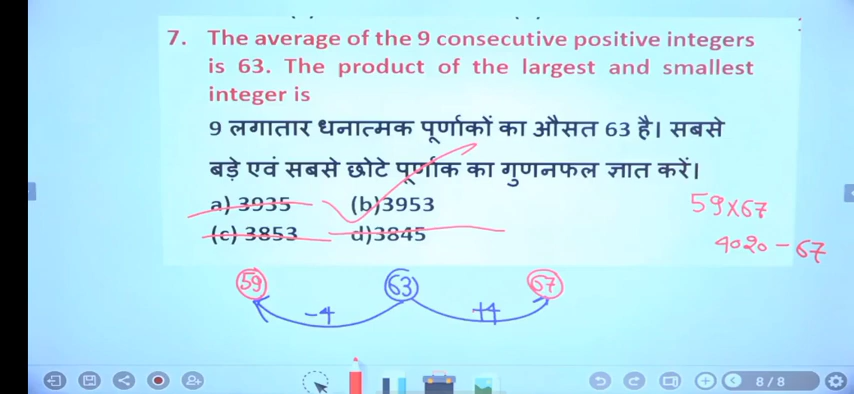 7. The average of the 9 consecutive positive integers
is 63. The product of the largest and smallest
integer is
9 लगातार धनात्मक पूर्णाकों का औसत 63 है। सबसे
बड़े एवं सबसे छोटे पूर्णाक का गुणनफल ज्ञात करें।
a) 3935 (b)3953
(c) 3853 d)3845
59×67
4020-67
59 63 67
-4 +4
8/8